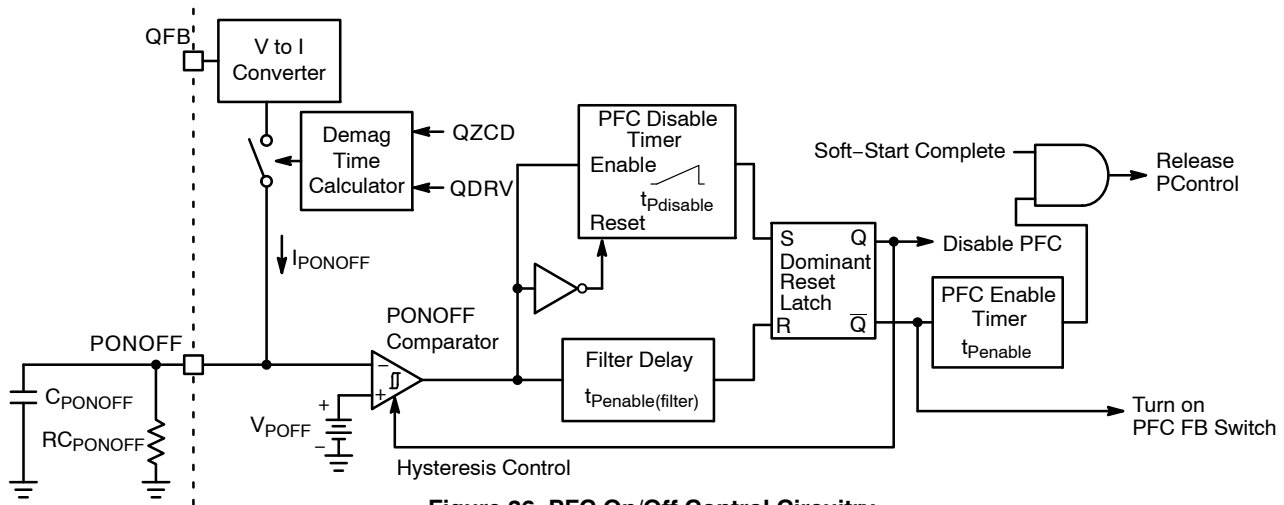 QFB
V to I
Converter
Demag
Time
Calculator
QZCD
QDRV
IPONOFF
PFC Disable
Timer
Enable
tPdisable
Reset
Soft−Start Complete
Release
PControl
S Q
Dominant
Reset
Latch
R Q
Disable PFC
PFC Enable
Timer
tPenable
PONOFF
PONOFF
Comparator
−
+
Filter Delay
tPenable(filter)
CPONOFF
RCPONOFF
VPOFF
+
−
Hysteresis Control
Turn on
PFC FB Switch